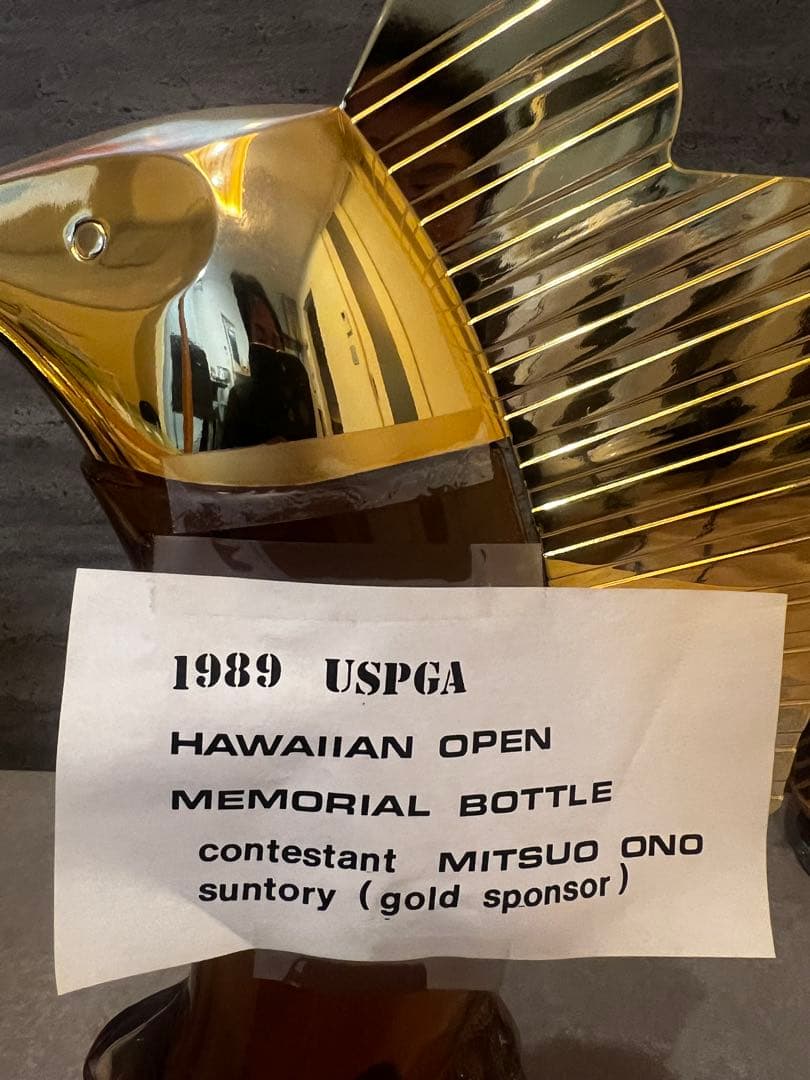 1989 USPGA
HAWAIIAN OPEN
MEMORIAL BOTTLE
contestant MITSUO ONO
suntory (gold sponsor)